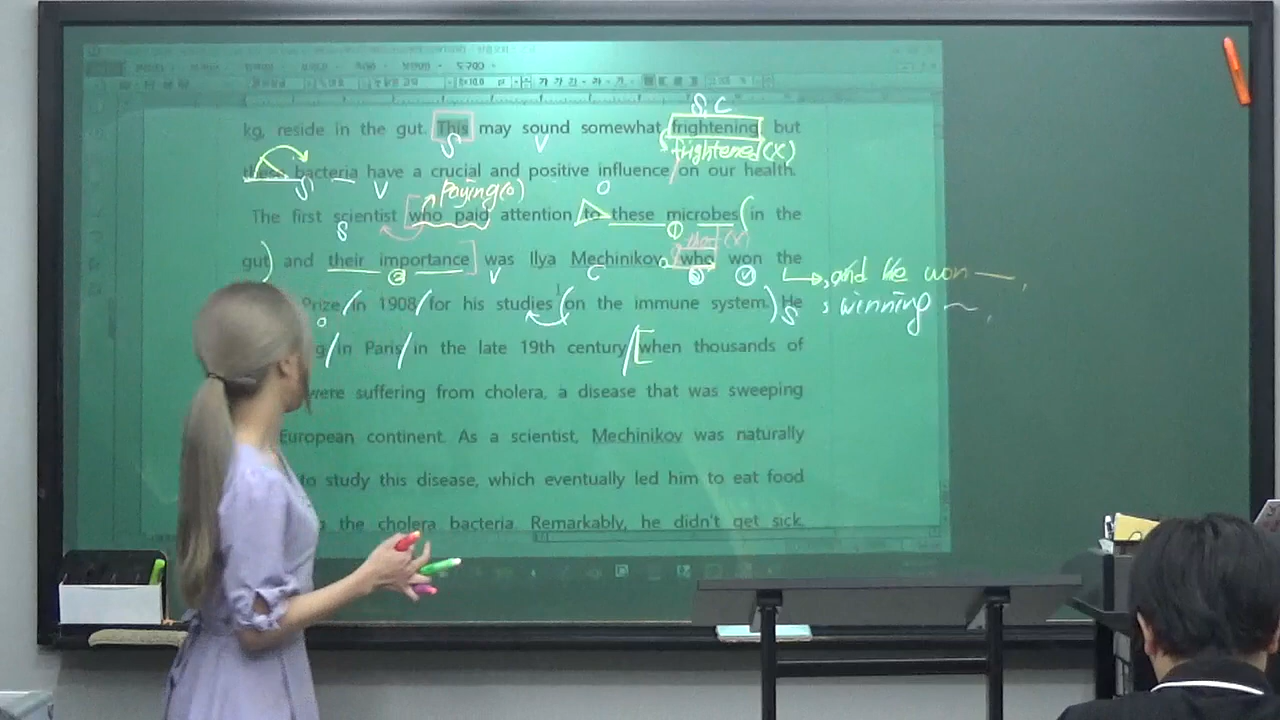 S.C
kg, reside in the gut. This may sound somewhat frightening, but
S V frightened (X)
these bacteria have a crucial and positive influence on our health.
S V paying(o) O
The first scientist who paid attention to these microbes in the
S ①
gut and their importance was Ilya Mechinikov, who won the
② V C ⓢ ⓥ , and he won
Prize in 1908 for his studies on the immune system. He
S , winning ~
o
g in Paris in the late 19th century when thousands of
were suffering from cholera, a disease that was sweeping
European continent. As a scientist, Mechinikov was naturally
to study this disease, which eventually led him to eat food
the cholera bacteria. Remarkably, he didn't get sick.